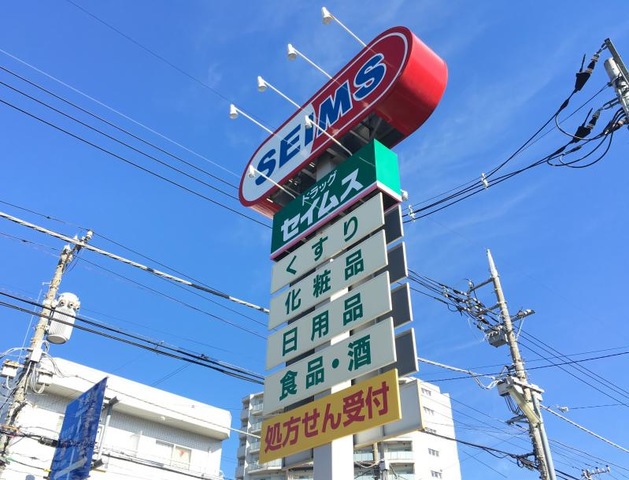 SEIMS
ドラッグ
セイムス
くすり
化粧品
日用品
食品・酒
処方せん受付